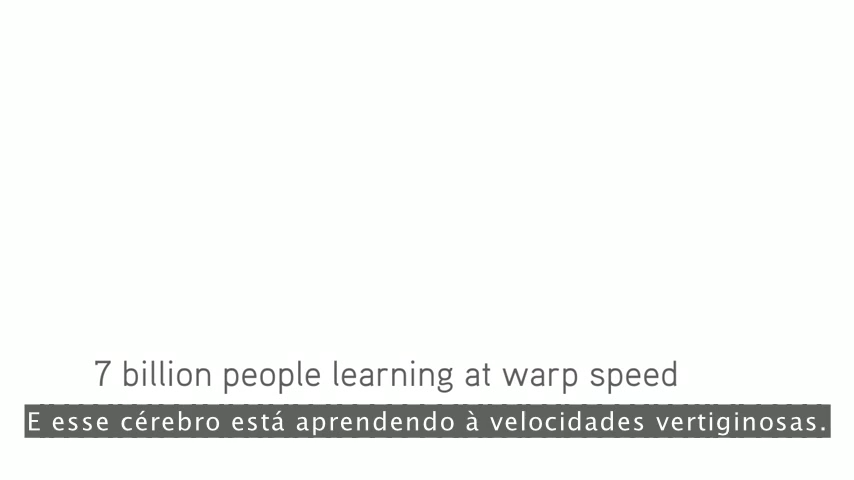 7 billion people learning at warp speed
E esse cérebro está aprendendo à velocidades vertiginosas.